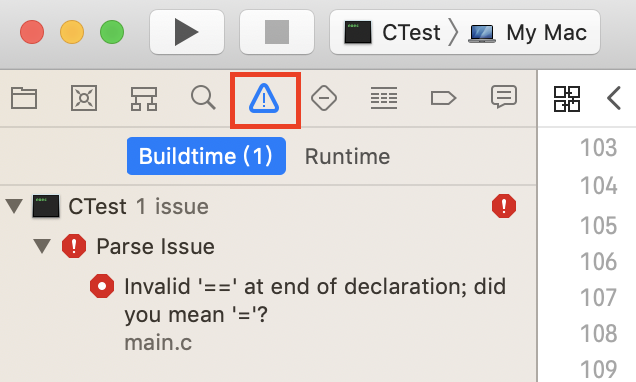 CTest
My Mac
Buildtime (1)
Runtime
CTest 1 issue
Parse Issue
Invalid '==' at end of declaration; did
you mean '='?
main.c
103
104
105
106
107
108
109